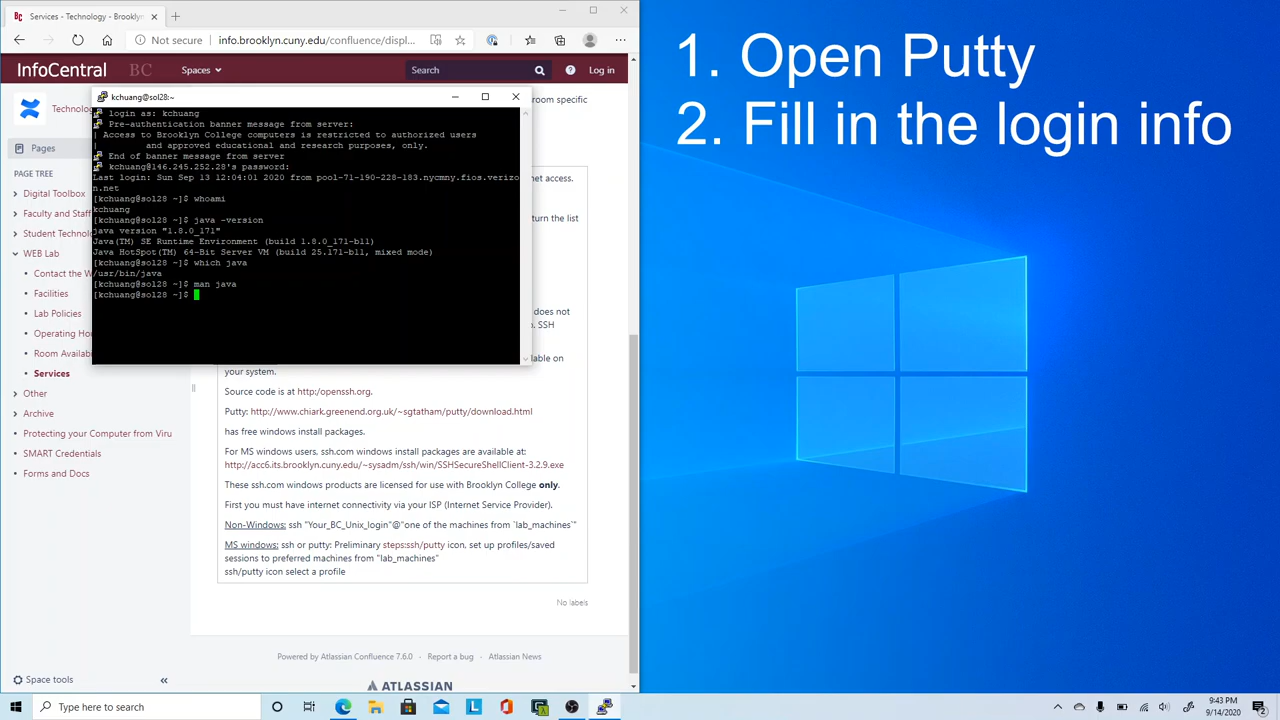 Services - Technology - Brooklyn
Not secure
info.brooklyn.cuny.edu/confluence/displ...
InfoCentral
BC
Spaces
Search
Log in
Pages
PAGE TREE
Digital Toolbox
Faculty and Staff
WEB Lab
Facilities
Lab Policies
Services
Other
Archive
Protecting your Computer from Viru
SMART Credentials
Forms and Docs
Space tools
kchuang@sol28:~
login as: kchuang
Pre-authentication banner message from server:
| Access to Brooklyn College computers is restricted to authorized users
| and approved educational and research purposes, only.
End of banner message from server
kchuang@146.245.252.28's password:
Last login: Sun Sep 13 12:04:01 2020 from pool-71-190-228-183.nycmny.fios.verizo
n.net
[kchuang@sol28 ~]$ whoami
kchuang
[kchuang@sol28 ~]$ java -version
java version "1.8.0_171"
Java(TM) SE Runtime Environment (build 1.8.0_171-b11)
Java HotSpot(TM) 64-Bit Server VM (build 25.171-b11, mixed mode)
[kchuang@sol28 ~]$ which java
/usr/bin/java
[kchuang@sol28 ~]$ man java
[kchuang@sol28 ~]$
room specific
net access.
turn the list
does not
SSH
lable on
your system.
Source code is at http:/openssh.org.
Putty: http://www.chiark.greenend.org.uk/~sgtatham/putty/download.html
has free windows install packages.
For MS windows users, ssh.com windows install packages are available at:
http://acc6.its.brooklyn.cuny.edu/~sysadm/ssh/win/SSHSecureShellClient-3.2.9.exe
These ssh.com windows products are licensed for use with Brooklyn College only.
First you must have internet connectivity via your ISP (Internet Service Provider).
Non-Windows: ssh "Your_BC_Unix_login"@"one of the machines from `lab_machines`"
MS windows: ssh or putty: Preliminary steps:ssh/putty icon, set up profiles/saved
sessions to preferred machines from "lab_machines"
ssh/putty icon select a profile
No labels
Powered by Atlassian Confluence 7.6.0 · Report a bug · Atlassian News
ATLASSIAN
1. Open Putty
2. Fill in the login info
Type here to search
9:43 PM
9/14/2020